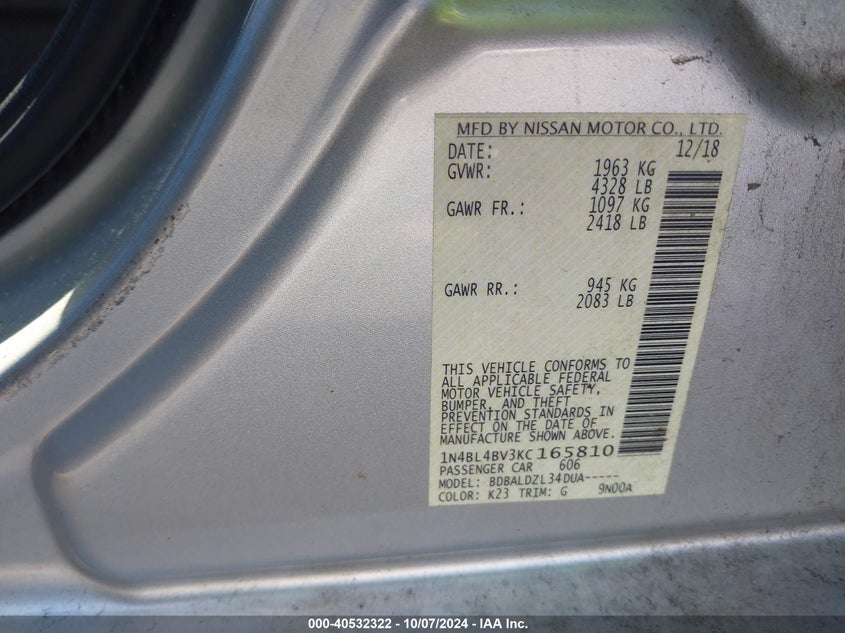 MFD BY NISSAN MOTOR CO., LTD.
DATE: 12/18
GVWR: 1963 KG
4328 LB
GAWR FR.: 1097 KG
2418 LB
GAWR RR.: 945 KG
2083 LB
THIS VEHICLE CONFORMS TO
ALL APPLICABLE FEDERAL
MOTOR VEHICLE SAFETY,
BUMPER, AND THEFT
PREVENTION STANDARDS IN
EFFECT ON THE DATE OF
MANUFACTURE SHOWN ABOVE.
1N4BL4BV3KC165810
PASSENGER CAR 606
MODEL: BDBALDZL34DUA-----
COLOR: K23 TRIM: G 9N00A
000-40532322 - 10/07/2024 - IAA Inc.